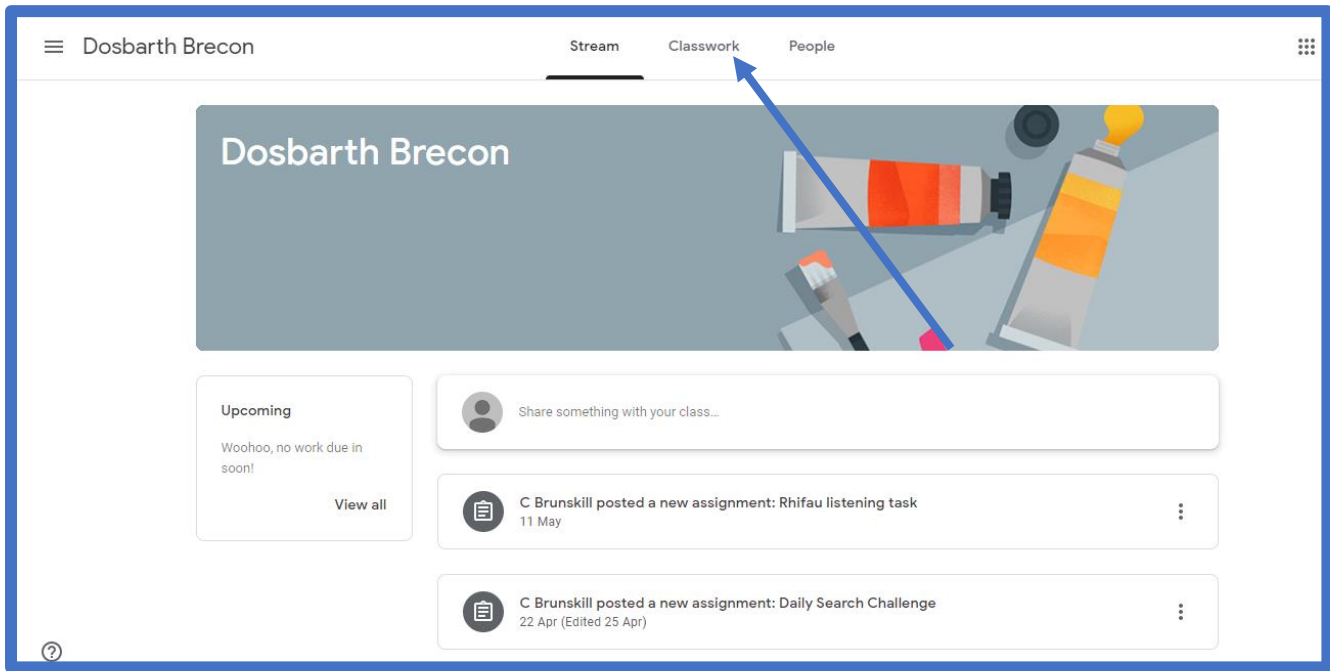 Dosbarth Brecon
Stream Classwork People
Dosbarth Brecon
Upcoming
Woohoo, no work due in
soon!
View all
Share something with your class...
C Brunskill posted a new assignment: Rhifau listening task
11 May
C Brunskill posted a new assignment: Daily Search Challenge
22 Apr (Edited 25 Apr)
?